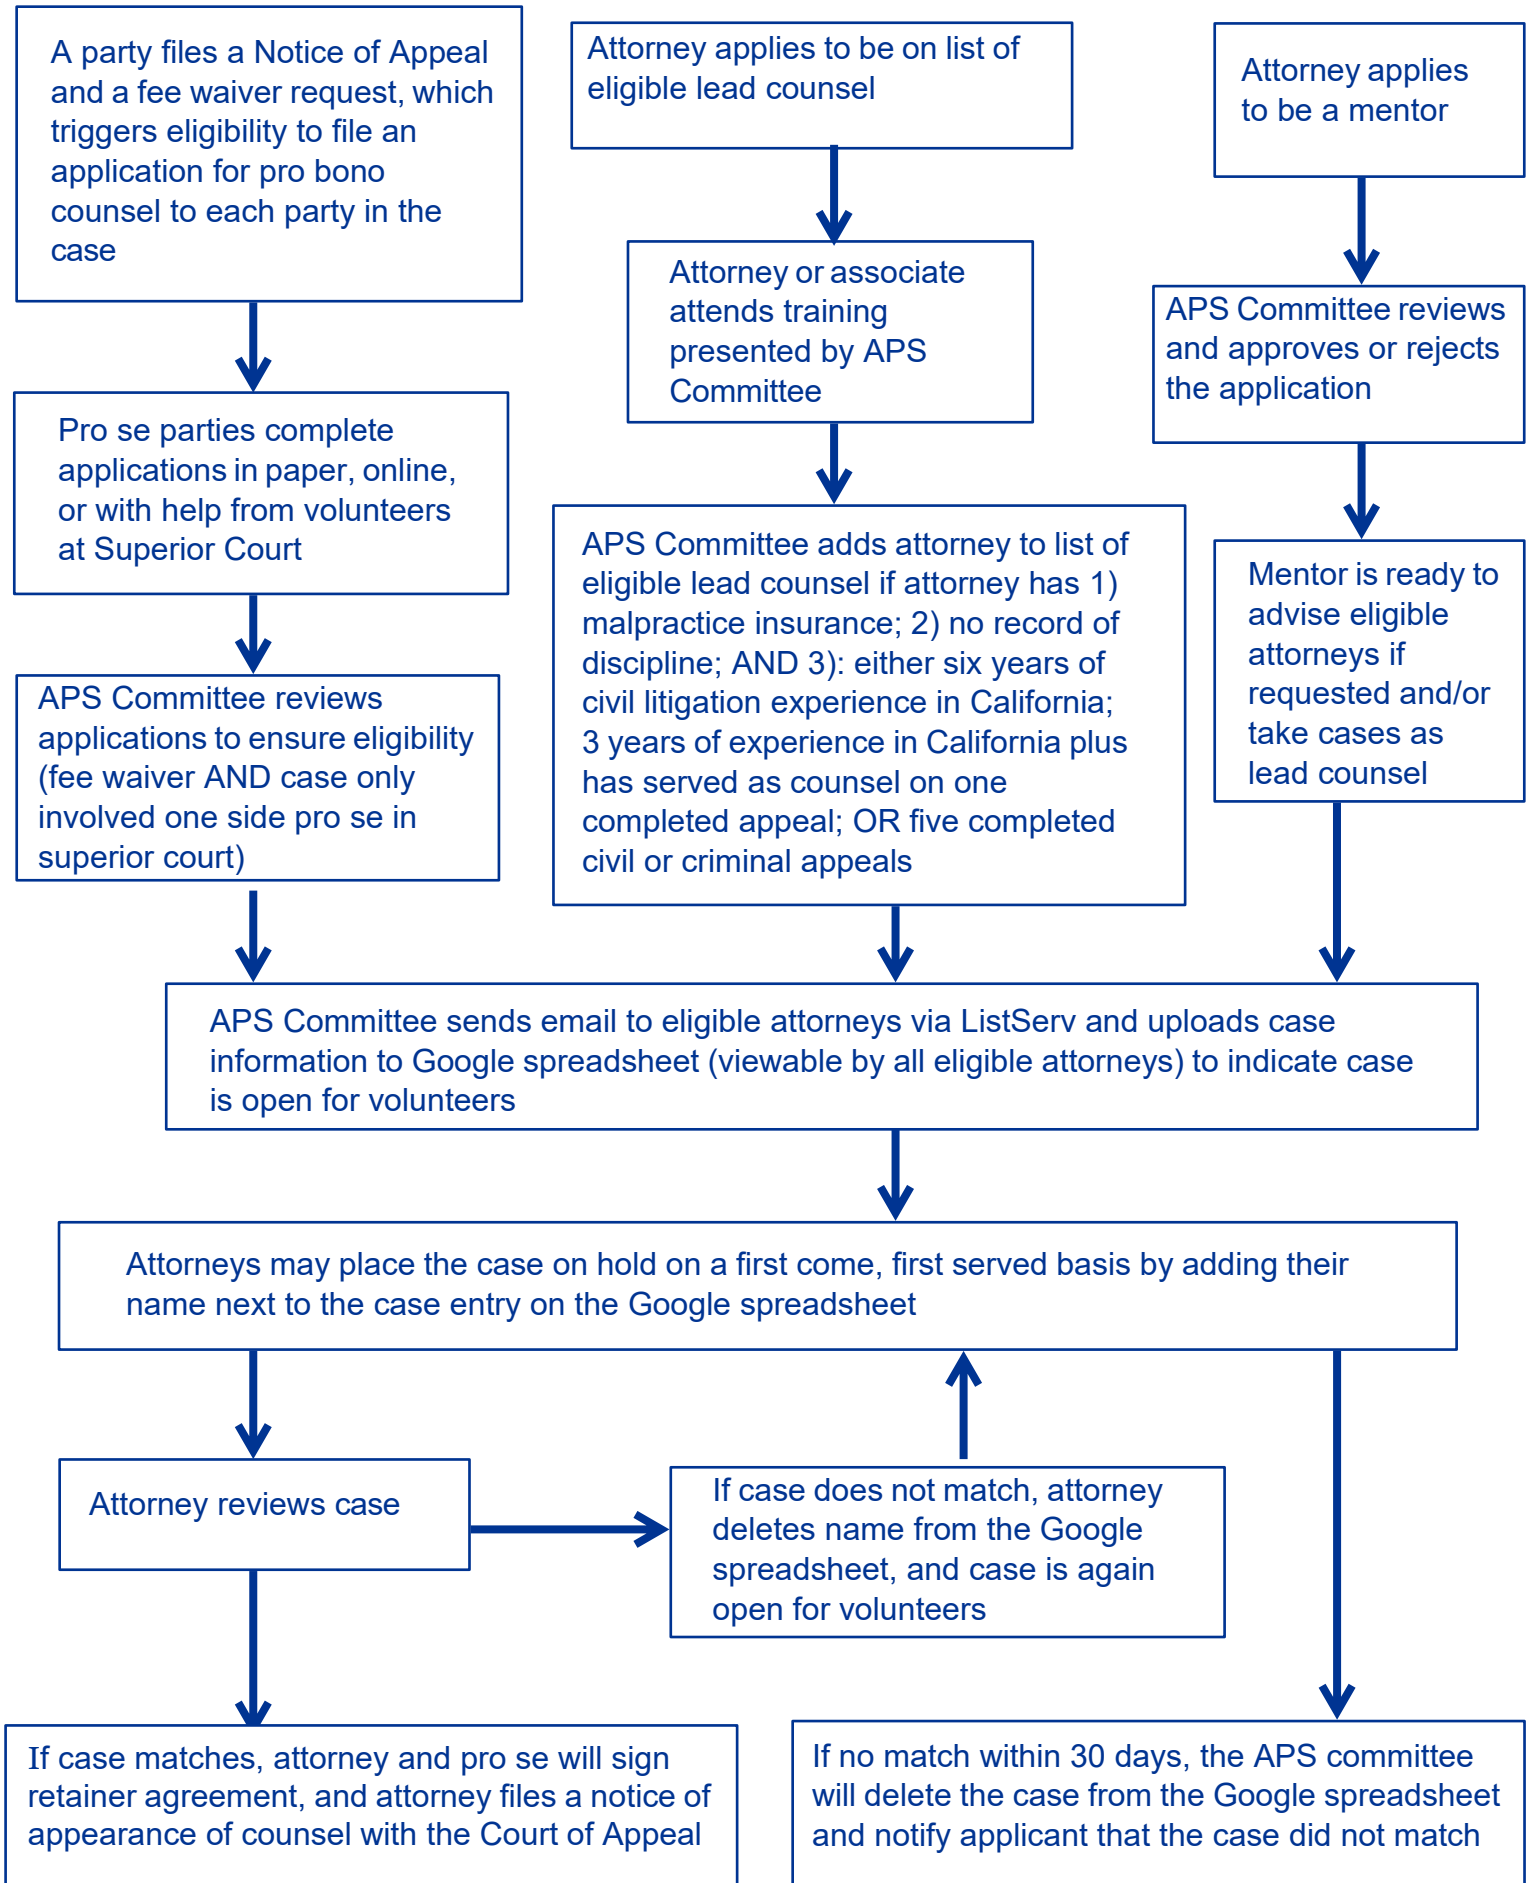 A party files a Notice of Appeal
and a fee waiver request, which
triggers eligibility to file an
application for pro bono
counsel to each party in the
case
Attorney applies to be on list of
eligible lead counsel
Attorney applies
to be a mentor
Attorney or associate
attends training
presented by APS
Committee
APS Committee reviews
and approves or rejects
the application
Pro se parties complete
applications in paper, online,
or with help from volunteers
at Superior Court
APS Committee adds attorney to list of
eligible lead counsel if attorney has 1)
malpractice insurance; 2) no record of
discipline; AND 3): either six years of
civil litigation experience in California;
3 years of experience in California plus
has served as counsel on one
completed appeal; OR five completed
civil or criminal appeals
Mentor is ready to
advise eligible
attorneys if
requested and/or
take cases as
lead counsel
APS Committee reviews
applications to ensure eligibility
(fee waiver AND case only
involved one side pro se in
superior court)
APS Committee sends email to eligible attorneys via ListServ and uploads case
information to Google spreadsheet (viewable by all eligible attorneys) to indicate case
is open for volunteers
Attorneys may place the case on hold on a first come, first served basis by adding their
name next to the case entry on the Google spreadsheet
Attorney reviews case
If case does not match, attorney
deletes name from the Google
spreadsheet, and case is again
open for volunteers
If case matches, attorney and pro se will sign
retainer agreement, and attorney files a notice of
appearance of counsel with the Court of Appeal
If no match within 30 days, the APS committee
will delete the case from the Google spreadsheet
and notify applicant that the case did not match